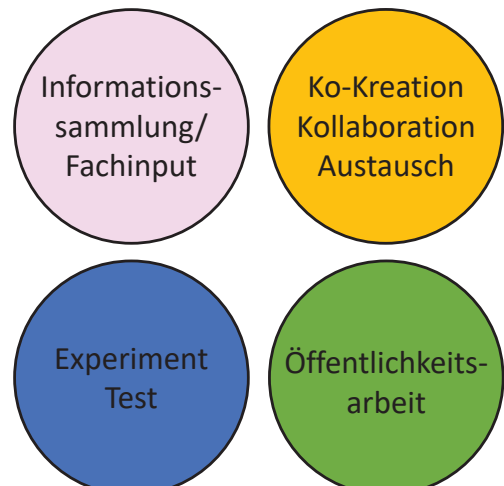 Informations-
sammlung/
Fachinput
Ko-Kreation
Kollaboration
Austausch
Experiment
Test
Öffentlichkeits-
arbeit